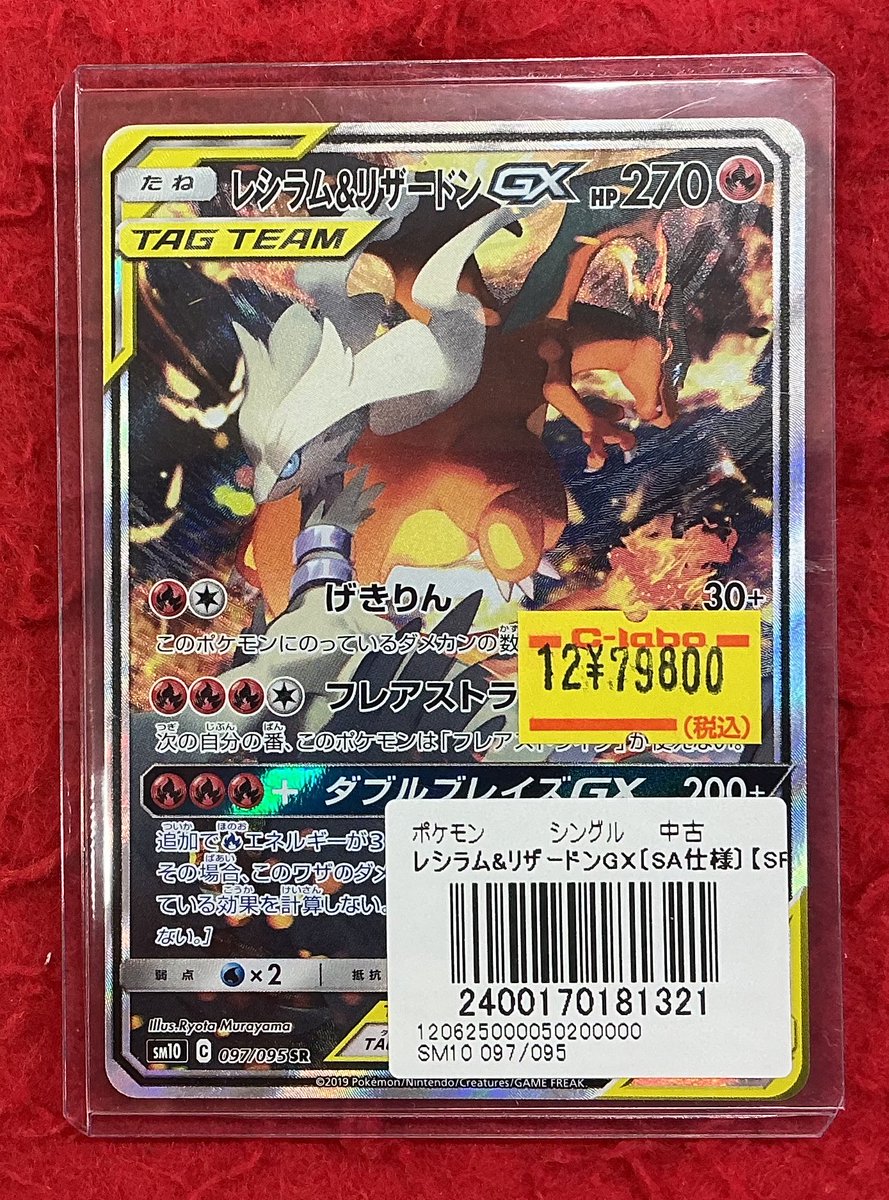 たね レシラム&リザードンGX HP270
TAG TEAM
げきりん 30+
このポケモンにのっているダメカンの数
フレアストラ
次の自分の番、このポケモンは「フレアストライク」が使えない。
C-labo
12¥79800
(税込)
+ ダブルブレイズGX 200+
追加で エネルギーが3
その場合、このワザのダメ
ている効果を計算しない。
ない。]
弱点 ×2 抵抗
Illus.Ryota Murayama
SM10 C 097/095 SR
©2019 Pokémon/Nintendo/Creatures/GAME FREAK.
ポケモン シングル 中古
レシラム&リザードンGX〔SA仕様〕【SR
2400170181321
120625000050200000
SM10 097/095